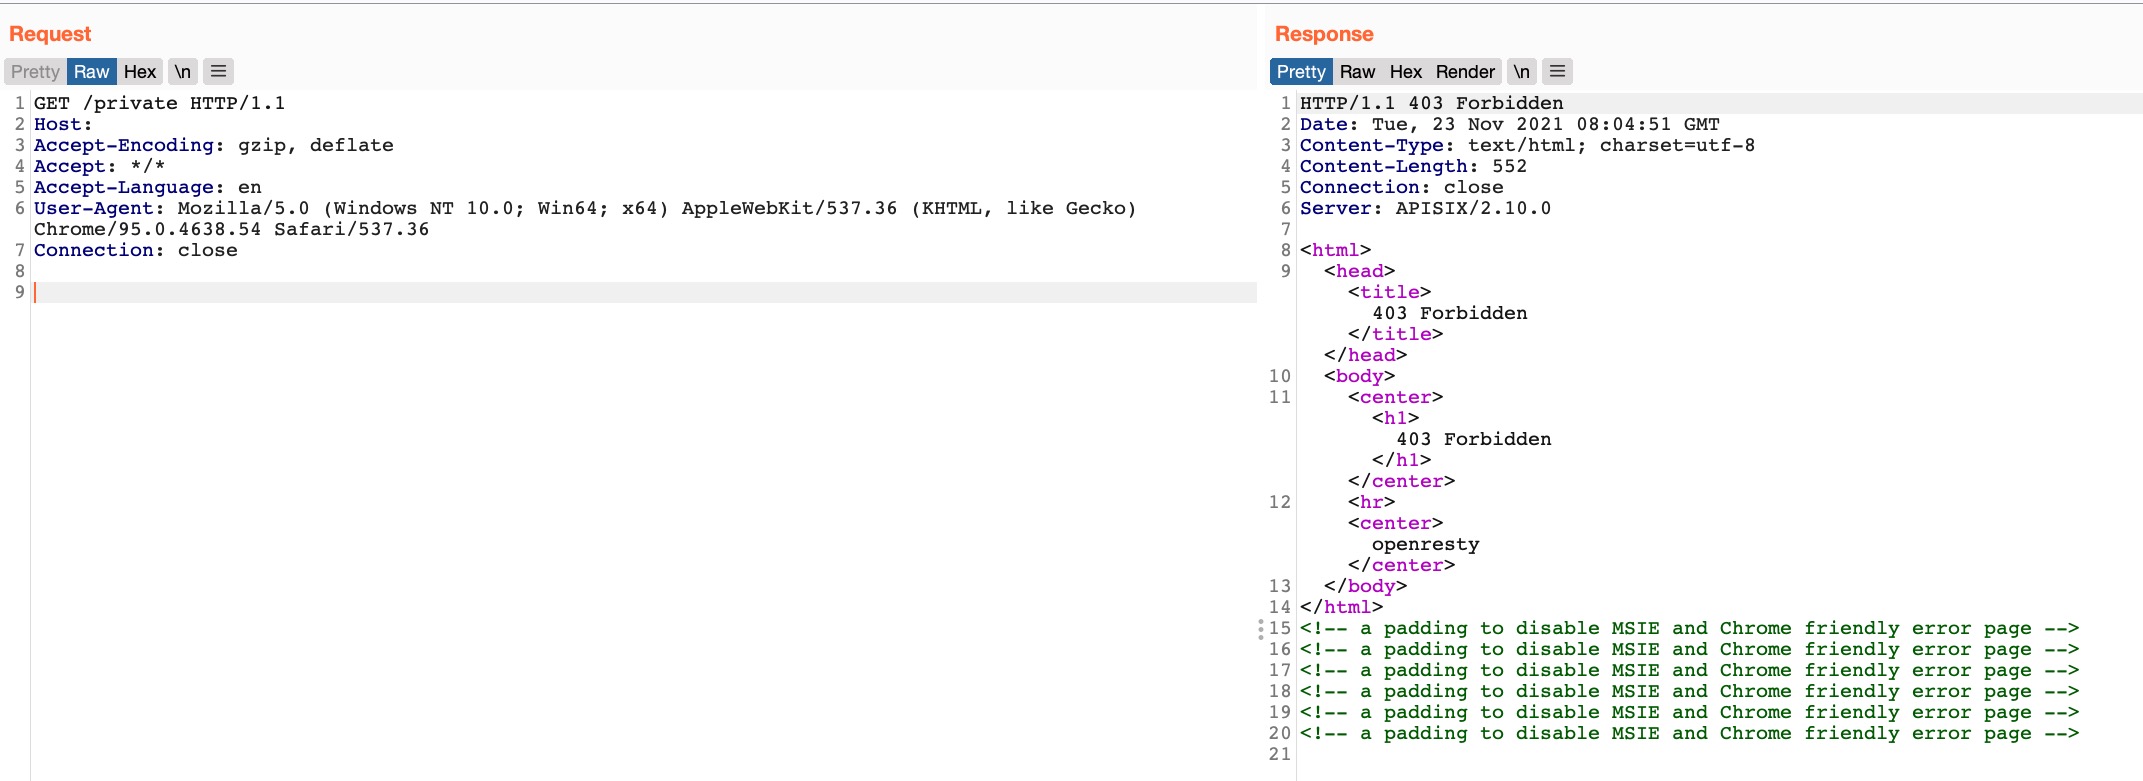 Request
Pretty Raw Hex \n
1 GET /private HTTP/1.1
2 Host:
3 Accept-Encoding: gzip, deflate
4 Accept: */*
5 Accept-Language: en
6 User-Agent: Mozilla/5.0 (Windows NT 10.0; Win64; x64) AppleWebKit/537.36 (KHTML, like Gecko)
Chrome/95.0.4638.54 Safari/537.36
7 Connection: close
8
9
Response
Pretty Raw Hex Render \n
1 HTTP/1.1 403 Forbidden
2 Date: Tue, 23 Nov 2021 08:04:51 GMT
3 Content-Type: text/html; charset=utf-8
4 Content-Length: 552
5 Connection: close
6 Server: APISIX/2.10.0
7
8 <html>
9 <head>
<title>
403 Forbidden
</title>
</head>
10 <body>
11 <center>
<h1>
403 Forbidden
</h1>
</center>
12 <hr>
<center>
openresty
</center>
13 </body>
14 </html>
15 <!-- a padding to disable MSIE and Chrome friendly error page -->
16 <!-- a padding to disable MSIE and Chrome friendly error page -->
17 <!-- a padding to disable MSIE and Chrome friendly error page -->
18 <!-- a padding to disable MSIE and Chrome friendly error page -->
19 <!-- a padding to disable MSIE and Chrome friendly error page -->
20 <!-- a padding to disable MSIE and Chrome friendly error page -->
21